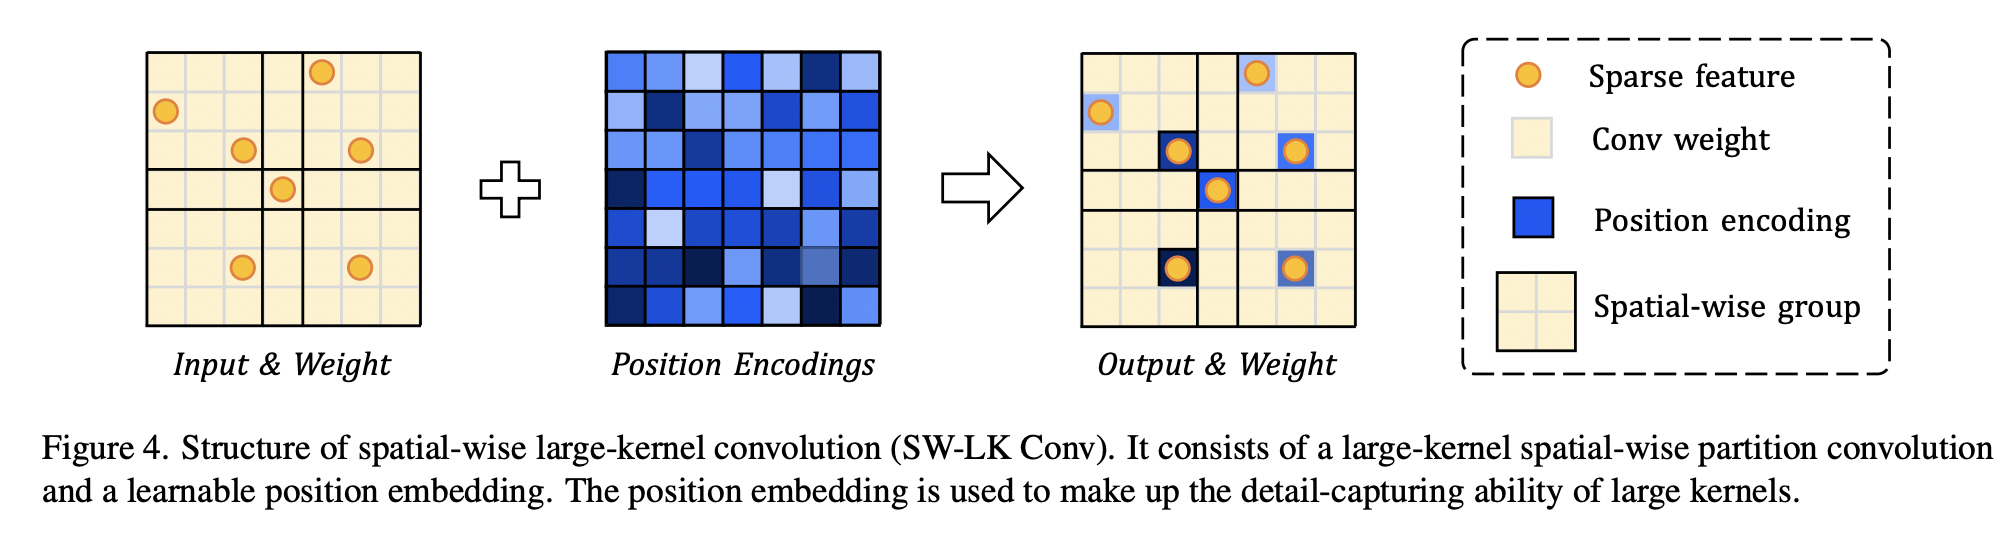 Input & Weight
Position Encodings
Output & Weight
Sparse feature
Conv weight
Position encoding
Spatial-wise group
Figure 4. Structure of spatial-wise large-kernel convolution (SW-LK Conv). It consists of a large-kernel spatial-wise partition convolution
and a learnable position embedding. The position embedding is used to make up the detail-capturing ability of large kernels.